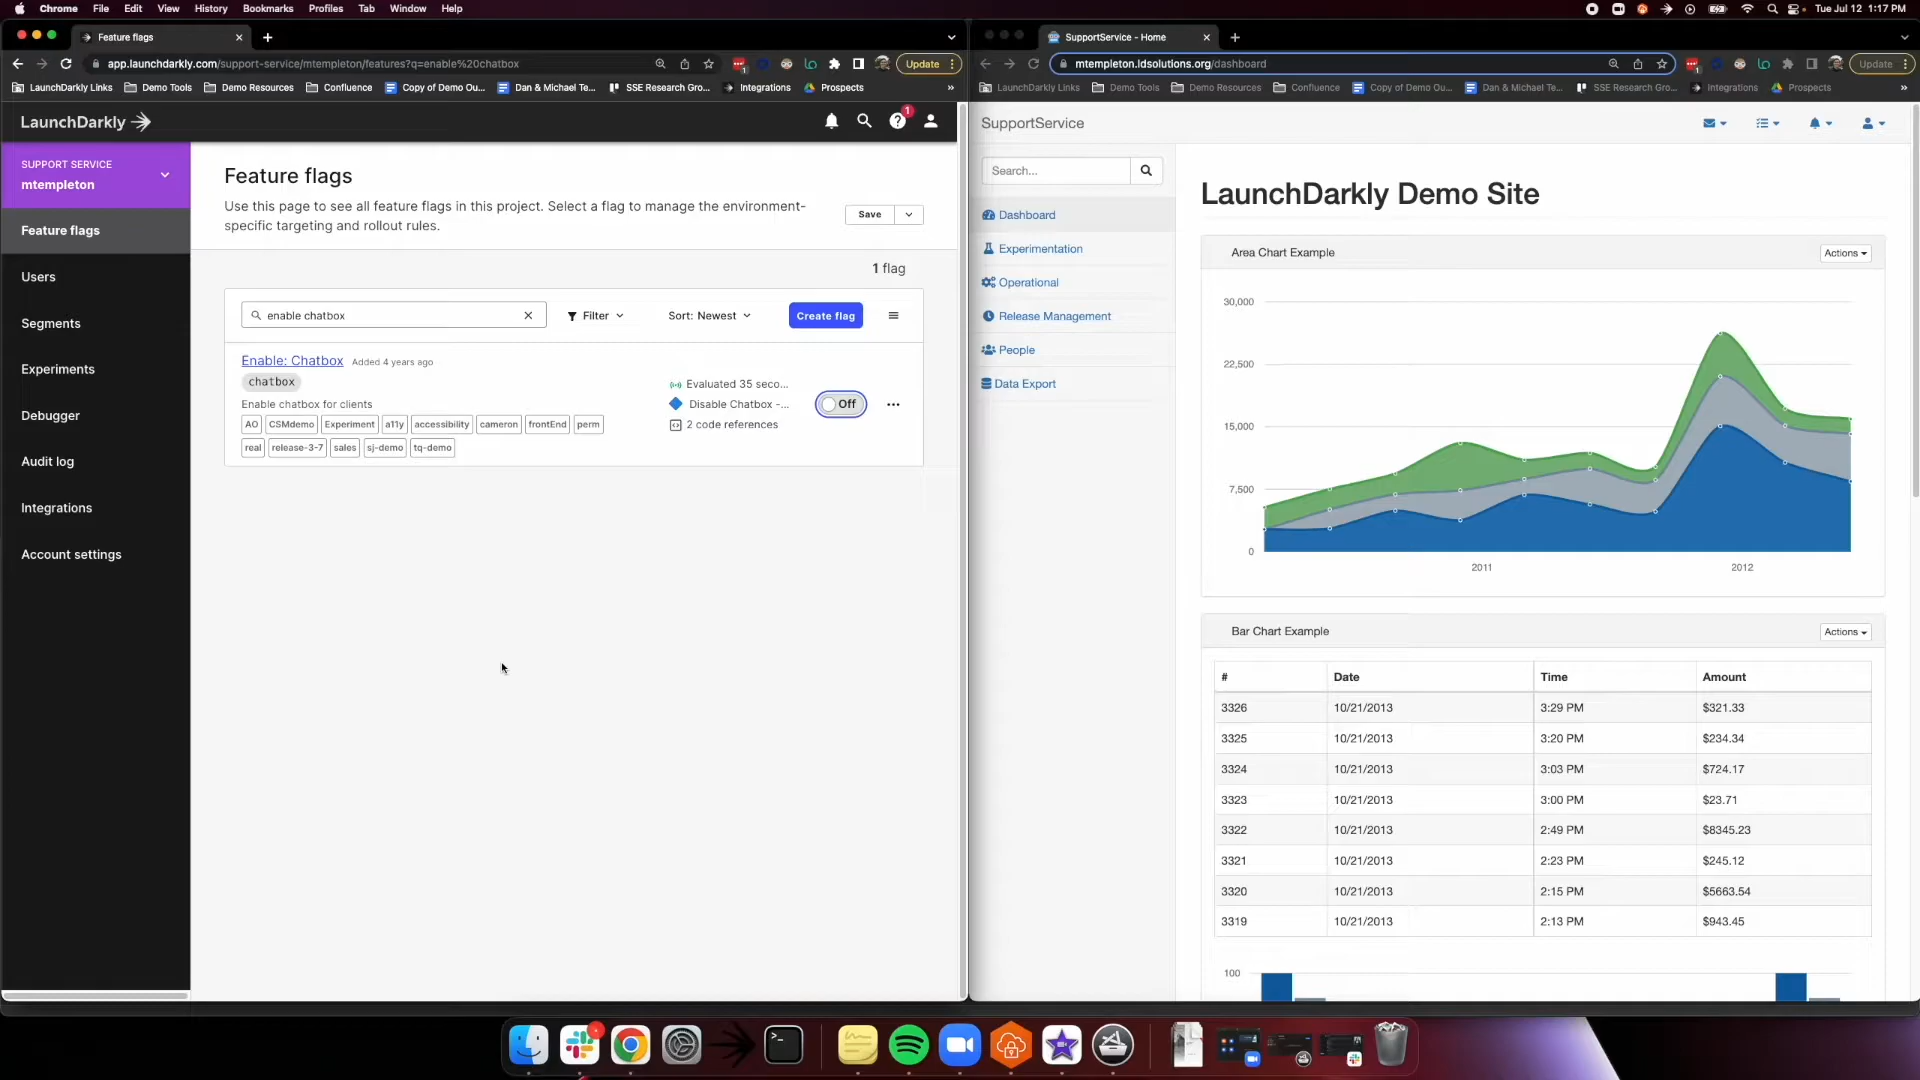 Chrome File Edit View History Bookmarks Profiles Tab Window Help Tue Jul 12 1:17 PM
Feature flags
app.launchdarkly.com/support-service/mtempleton/features?q=enable%20chatbox Update
LaunchDarkly Links Demo Tools Demo Resources Confluence Copy of Demo Ou... Dan & Michael Te... SSE Research Gro... Integrations Prospects »
LaunchDarkly
1
SUPPORT SERVICE
mtempleton
Feature flags
Users
Segments
Experiments
Debugger
Audit log
Integrations
Account settings
Feature flags
Use this page to see all feature flags in this project. Select a flag to manage the environment-
specific targeting and rollout rules.
Save
1 flag
enable chatbox Filter Sort: Newest Create flag
Enable: Chatbox Added 4 years ago
chatbox
Enable chatbox for clients
AO CSMdemo Experiment a11y accessibility cameron frontEnd perm
real release-3-7 sales sj-demo tq-demo
Evaluated 35 seco...
Disable Chatbox -...
2 code references
Off
SupportService - Home
mtempleton.ldsolutions.org/dashboard Update
LaunchDarkly Links Demo Tools Demo Resources Confluence Copy of Demo Ou... Dan & Michael Te... SSE Research Gro... Integrations Prospects »
SupportService
Search...
Dashboard
Experimentation
Operational
Release Management
People
Data Export
LaunchDarkly Demo Site
Area Chart Example Actions
30,000
22,500
15,000
7,500
0
2011 2012
Bar Chart Example Actions
# Date Time Amount
3326 10/21/2013 3:29 PM $321.33
3325 10/21/2013 3:20 PM $234.34
3324 10/21/2013 3:03 PM $724.17
3323 10/21/2013 3:00 PM $23.71
3322 10/21/2013 2:49 PM $8345.23
3321 10/21/2013 2:23 PM $245.12
3320 10/21/2013 2:15 PM $5663.54
3319 10/21/2013 2:13 PM $943.45
100